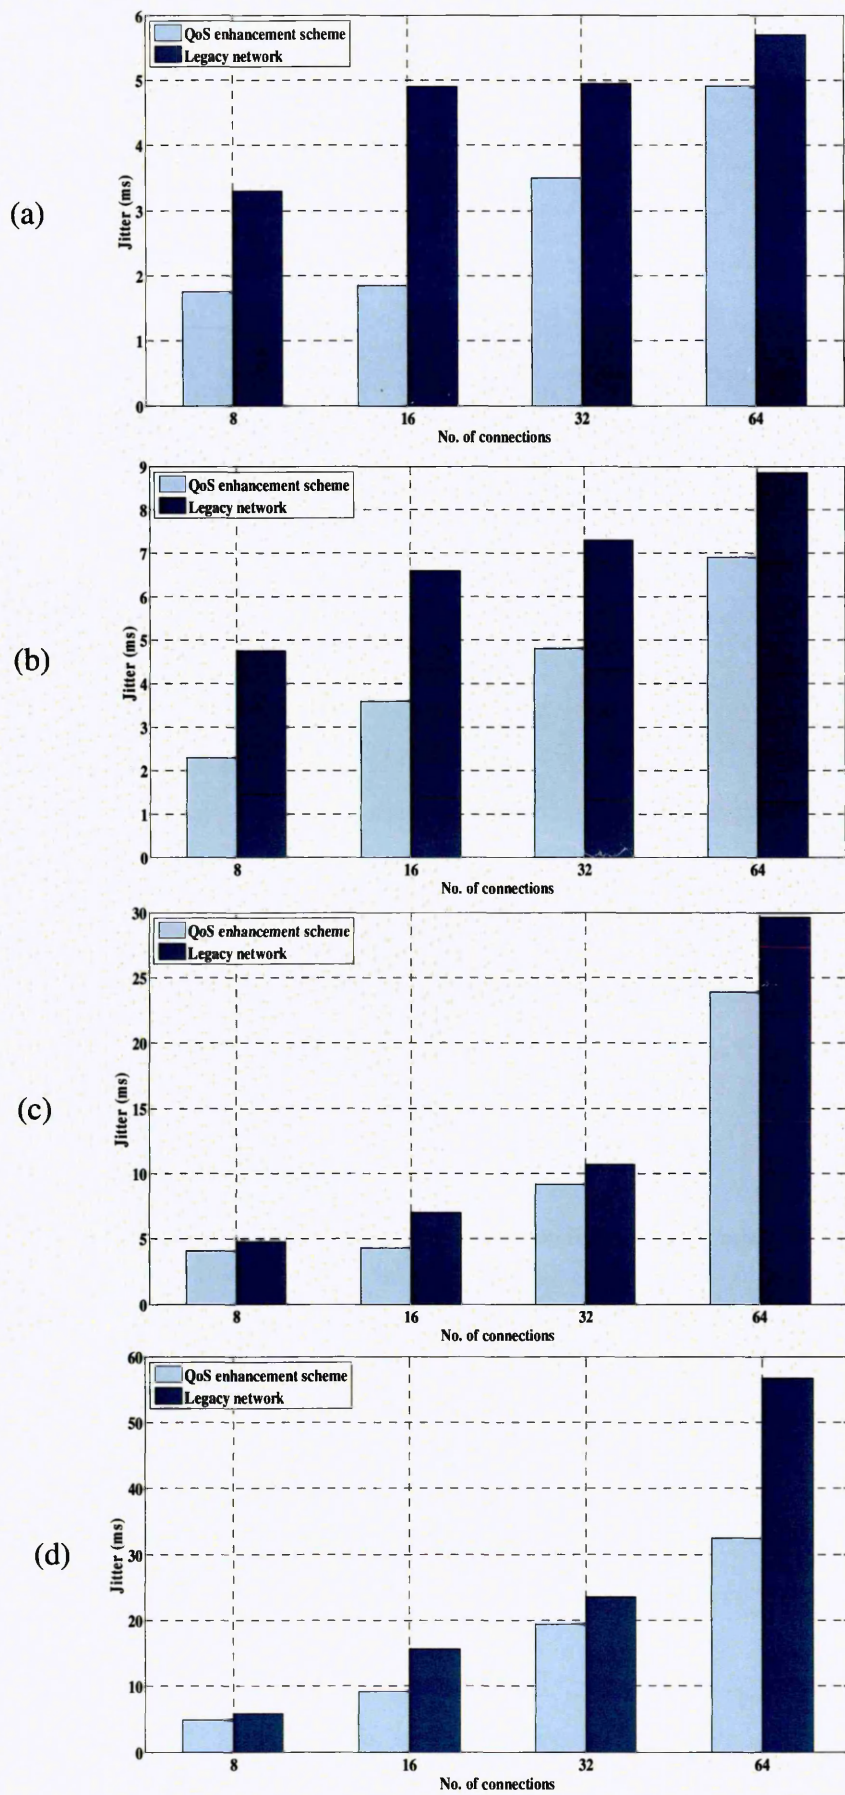 (a)
QoS enhancement scheme
Legacy network
Jitter (ms)
6
5
4
3
2
1
0
8 16 32 64
No. of connections
(b)
QoS enhancement scheme
Legacy network
Jitter (ms)
9
8
7
6
5
4
3
2
1
0
8 16 32 64
No. of connections
(c)
QoS enhancement scheme
Legacy network
Jitter (ms)
30
25
20
15
10
5
0
8 16 32 64
No. of connections
(d)
QoS enhancement scheme
Legacy network
Jitter (ms)
60
50
40
30
20
10
0
8 16 32 64
No. of connections